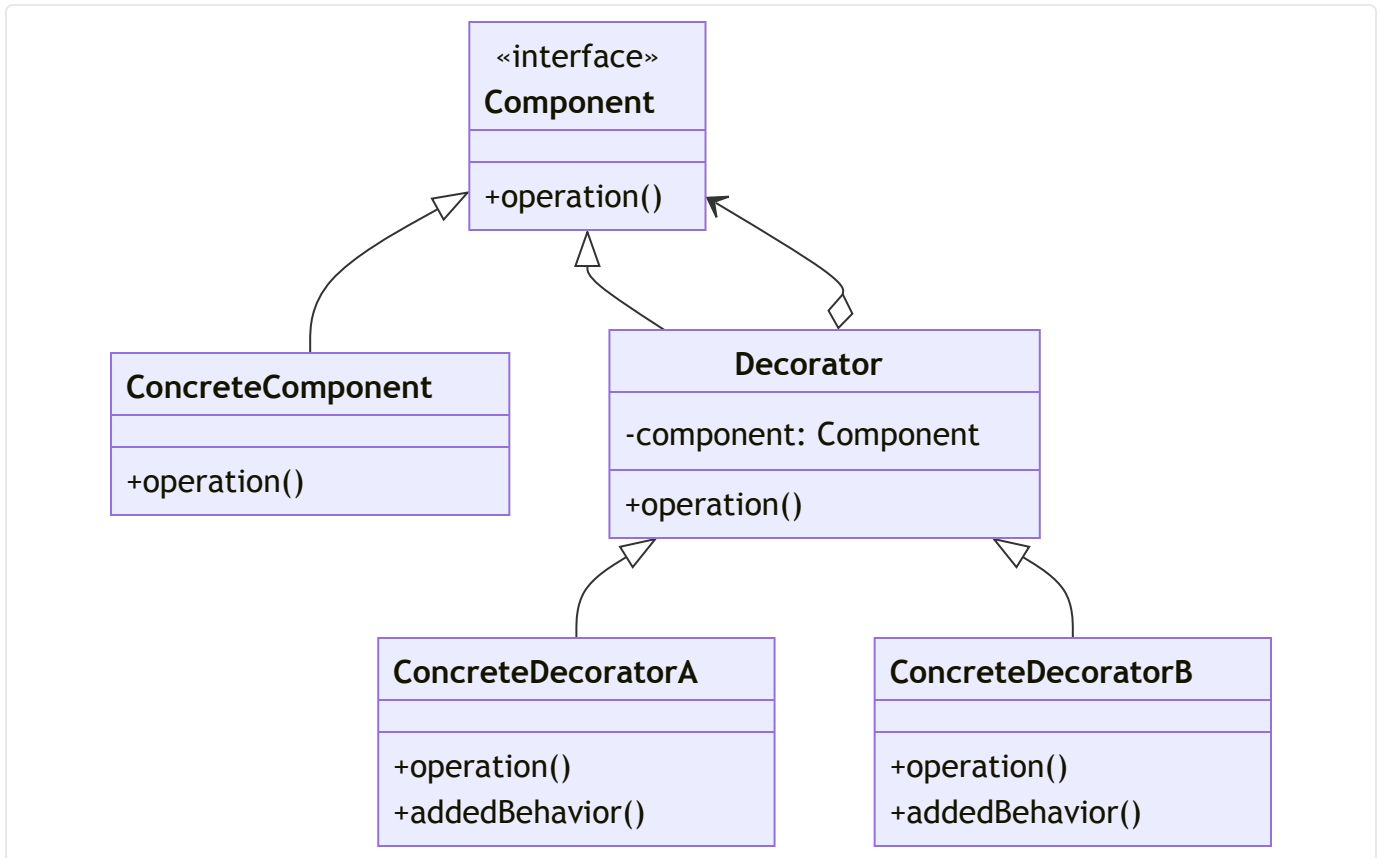 «interface»
Component
+operation()
ConcreteComponent
+operation()
Decorator
-component: Component
+operation()
ConcreteDecoratorA
+operation()
+addedBehavior()
ConcreteDecoratorB
+operation()
+addedBehavior()